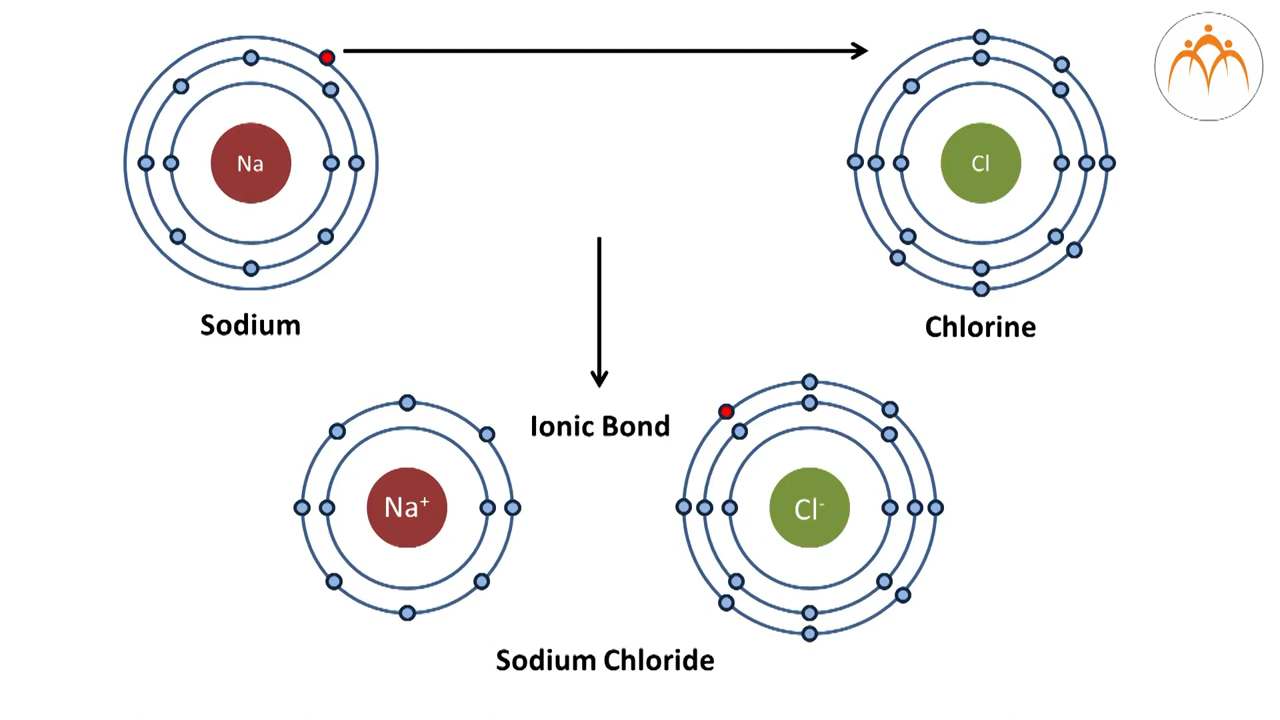 Na
Cl
Sodium
Chlorine
Ionic Bond
Na⁺
Cl⁻
Sodium Chloride